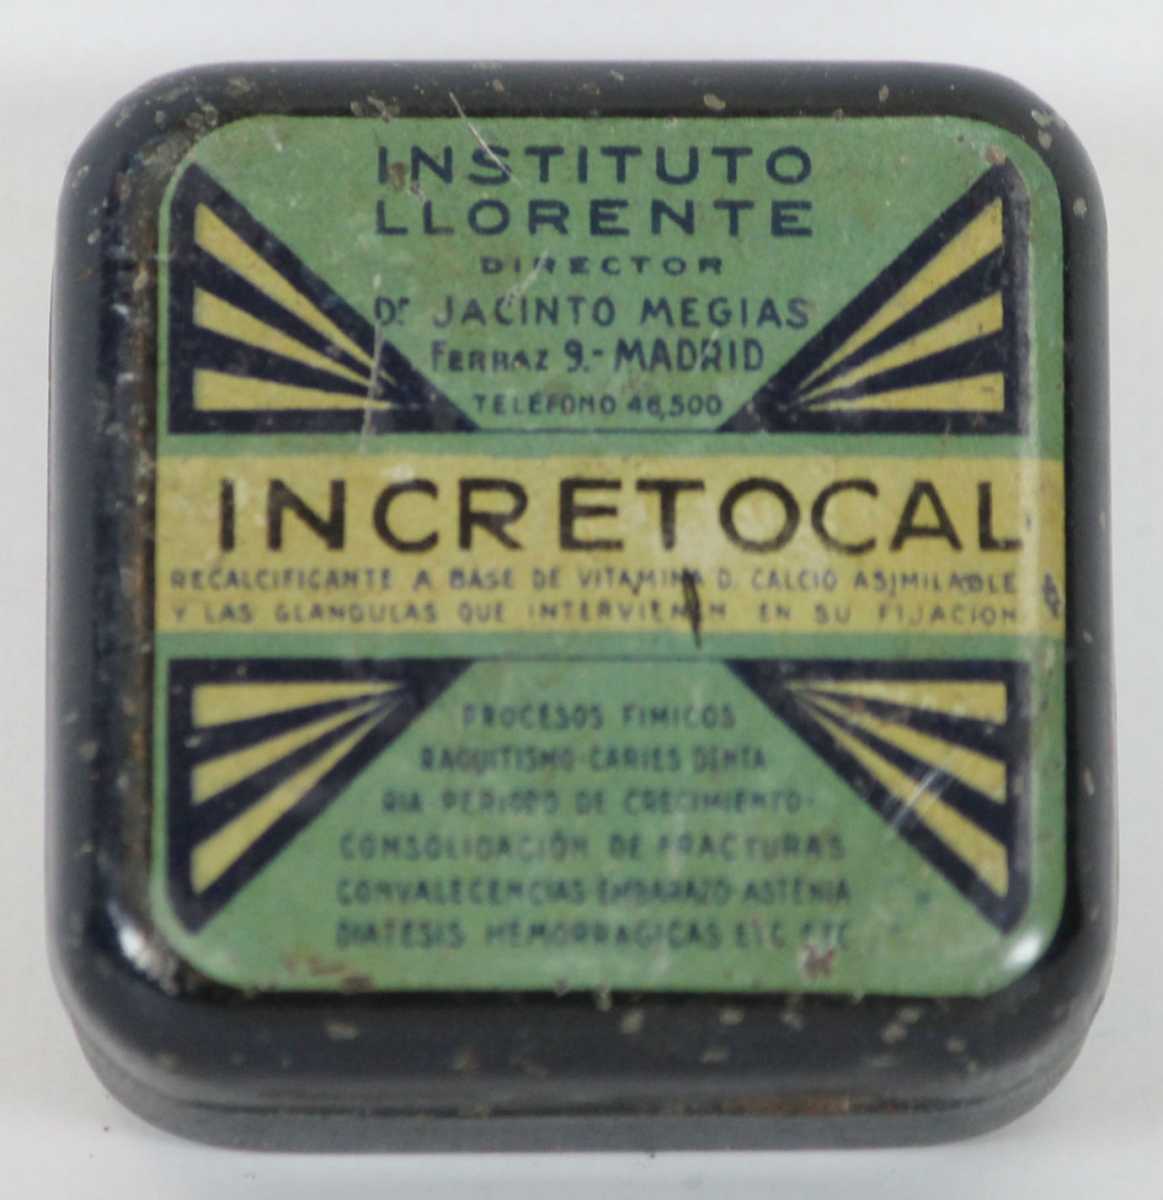 INSTITUTO
LLORENTE
DIRECTOR
Dr JACINTO MEGIAS
FERRAZ 9.- MADRID
TELÉFONO 46,500
INCRETOCAL
RECALCIFICANTE A BASE DE VITAMINA D. CALCIO ASIMILABLE
Y LAS GLANDULAS QUE INTERVIENEN EN SU FIJACION
PROCESOS FIMICOS
RAQUITISMO-CARIES DENTA
RIA-PERIODO DE CRECIMIENTO-
CONSOLIDACIÓN DE FRACTURAS
CONVALECENCIAS-EMBARAZO-ASTENIA
DIATESIS HEMORRAGICAS ETC ETC